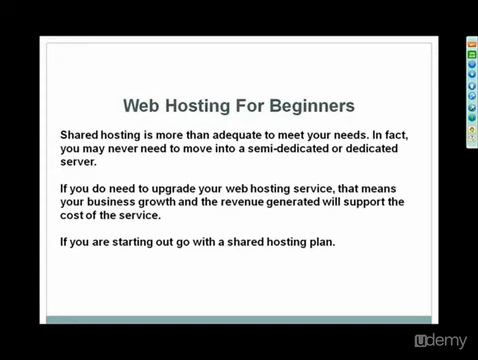 Web Hosting For Beginners
Shared hosting is more than adequate to meet your needs. In fact,
you may never need to move into a semi-dedicated or dedicated
server.
If you do need to upgrade your web hosting service, that means
your business growth and the revenue generated will support the
cost of the service.
If you are starting out go with a shared hosting plan.
udemy